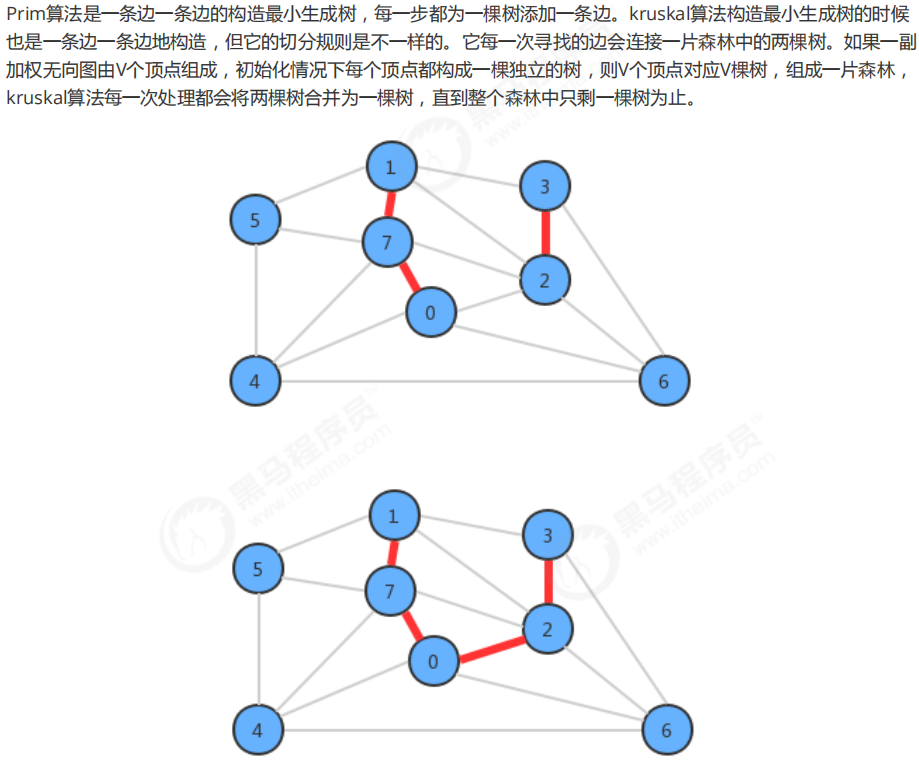 Prim算法是一条边一条边的构造最小生成树，每一步都为一棵树添加一条边。kruskal算法构造最小生成树的时候
也是一条边一条边地构造，但它的切分规则是不一样的。它每一次寻找的边会连接一片森林中的两棵树。如果一副
加权无向图由V个顶点组成，初始化情况下每个顶点都构成一棵独立的树，则V个顶点对应V棵树，组成一片森林，
kruskal算法每一次处理都会将两棵树合并为一棵树，直到整个森林中只剩一棵树为止。
1
3
5
7
2
0
4
6
黑马程序员
www.itheima.com
黑马程序员
www.itheima.com
1
3
5
7
2
0
4
6